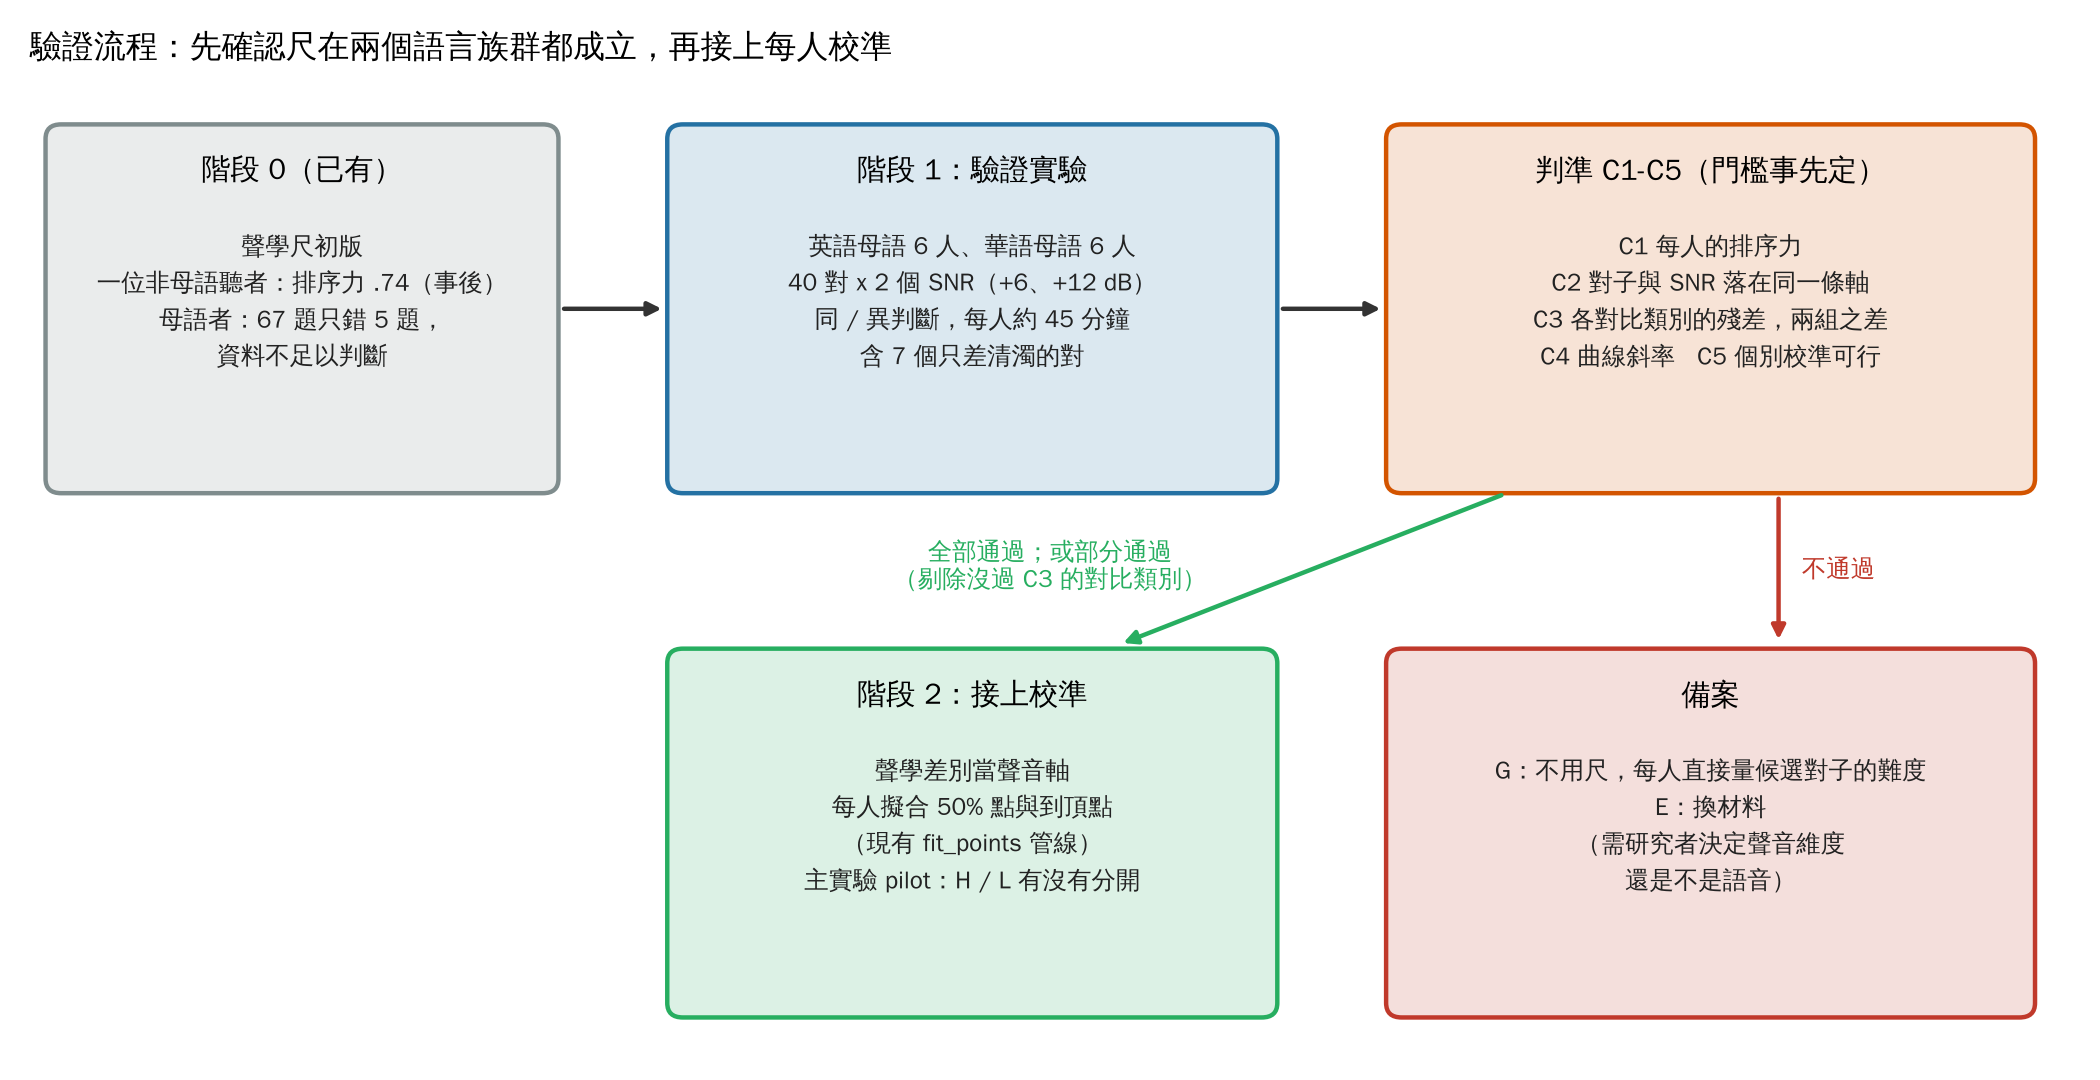 驗證流程：先確認尺在兩個語言族群都成立，再接上每人校準
階段 0（已有）
聲學尺初版
一位非母語聽者：排序力 .74（事後）
母語者：67 題只錯 5 題，
資料不足以判斷
階段 1：驗證實驗
英語母語 6 人、華語母語 6 人
40 對 x 2 個 SNR（+6、+12 dB）
同 / 異判斷，每人約 45 分鐘
含 7 個只差清濁的對
判準 C1-C5（門檻事先定）
C1 每人的排序力
C2 對子與 SNR 落在同一條軸
C3 各對比類別的殘差，兩組之差
C4 曲線斜率   C5 個別校準可行
全部通過；或部分通過
（剔除沒過 C3 的對比類別）
不通過
階段 2：接上校準
聲學差別當聲音軸
每人擬合 50% 點與到頂點
（現有 fit_points 管線）
主實驗 pilot：H / L 有沒有分開
備案
G：不用尺，每人直接量候選對子的難度
E：換材料
（需研究者決定聲音維度
還是不是語音）